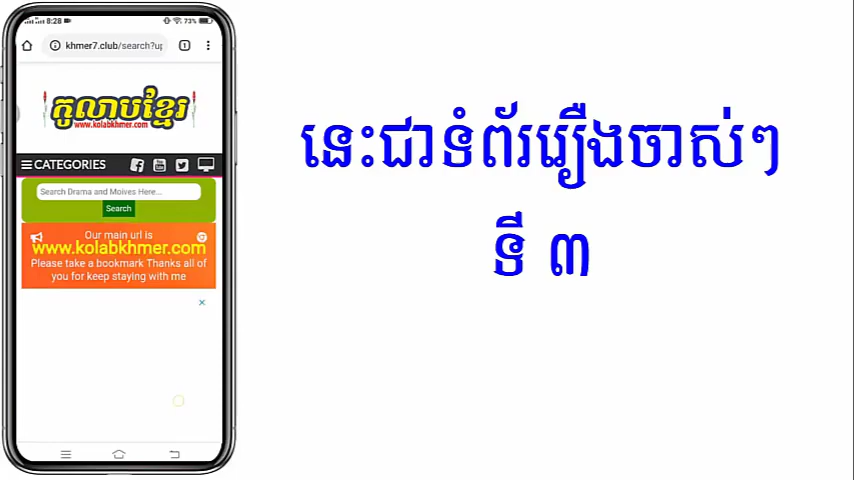 8:28
73%
khmer7.club/search?up
1
កូលាបខ្មែរ
www.kolabkhmer.com
CATEGORIES
Search Drama and Moives Here...
Search
Our main url is
www.kolabkhmer.com
Please take a bookmark Thanks all of
you for keep staying with me
នេះជាទំព័ររឿងចាស់ៗ
ទី ៣